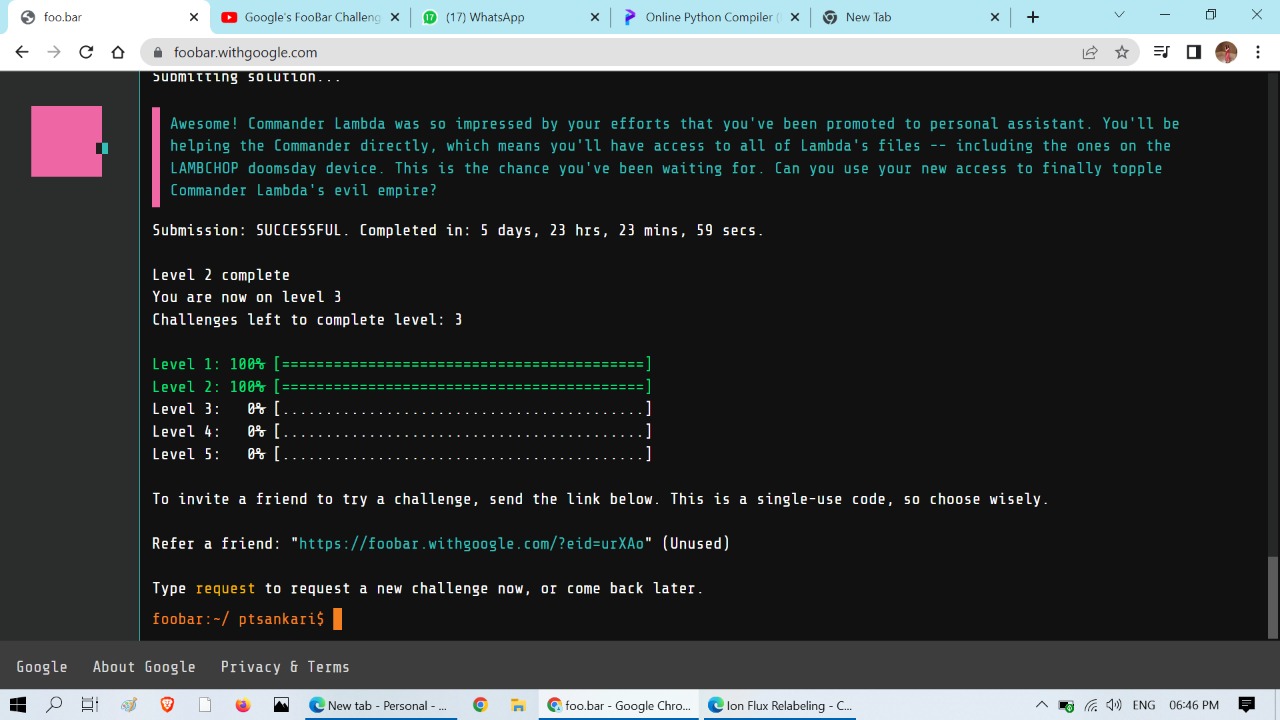 foo.bar
Google's FooBar Challeng
17
(17) WhatsApp
Online Python Compiler (
New Tab
foobar.withgoogle.com
Submitting solution...
Awesome! Commander Lambda was so impressed by your efforts that you've been promoted to personal assistant. You'll be
helping the Commander directly, which means you'll have access to all of Lambda's files -- including the ones on the
LAMBCHOP doomsday device. This is the chance you've been waiting for. Can you use your new access to finally topple
Commander Lambda's evil empire?
Submission: SUCCESSFUL. Completed in: 5 days, 23 hrs, 23 mins, 59 secs.
Level 2 complete
You are now on level 3
Challenges left to complete level: 3
Level 1: 100% [==========================================]
Level 2: 100% [==========================================]
Level 3:   0% [..........................................]
Level 4:   0% [..........................................]
Level 5:   0% [..........................................]
To invite a friend to try a challenge, send the link below. This is a single-use code, so choose wisely.
Refer a friend: "https://foobar.withgoogle.com/?eid=urXAo" (Unused)
Type request to request a new challenge now, or come back later.
foobar:~/ ptsankari$
Google About Google Privacy & Terms
New tab - Personal - ...
foo.bar - Google Chro...
Ion Flux Relabeling - C...
ENG
06:46 PM